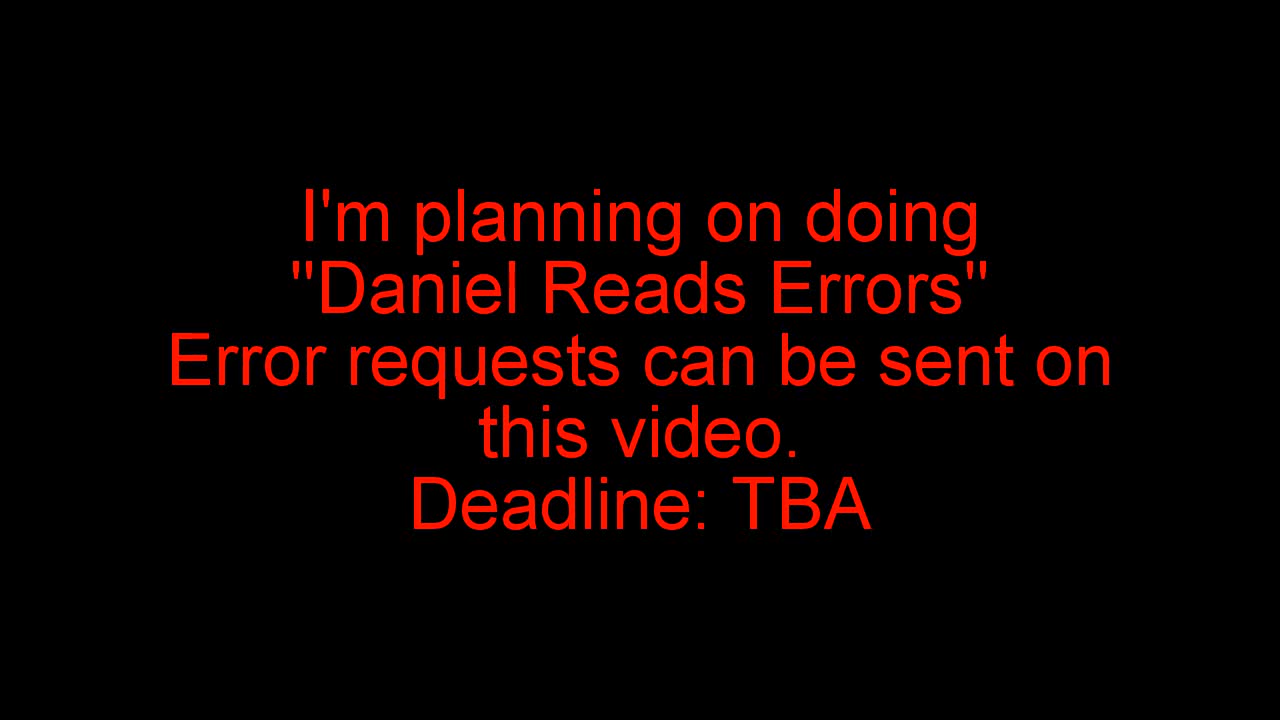 I'm planning on doing
"Daniel Reads Errors"
Error requests can be sent on
this video.
Deadline: TBA